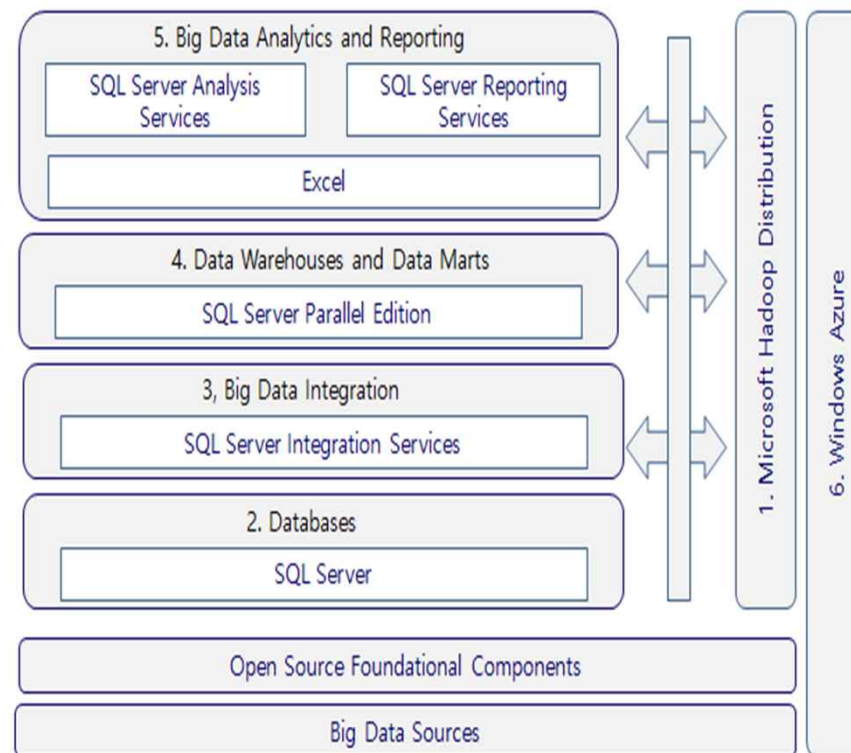 5. Big Data Analytics and Reporting
SQL Server Analysis
Services
SQL Server Reporting
Services
Excel
4. Data Warehouses and Data Marts
SQL Server Parallel Edition
3, Big Data Integration
SQL Server Integration Services
2. Databases
SQL Server
1. Microsoft Hadoop Distribution
6. Windows Azure
Open Source Foundational Components
Big Data Sources